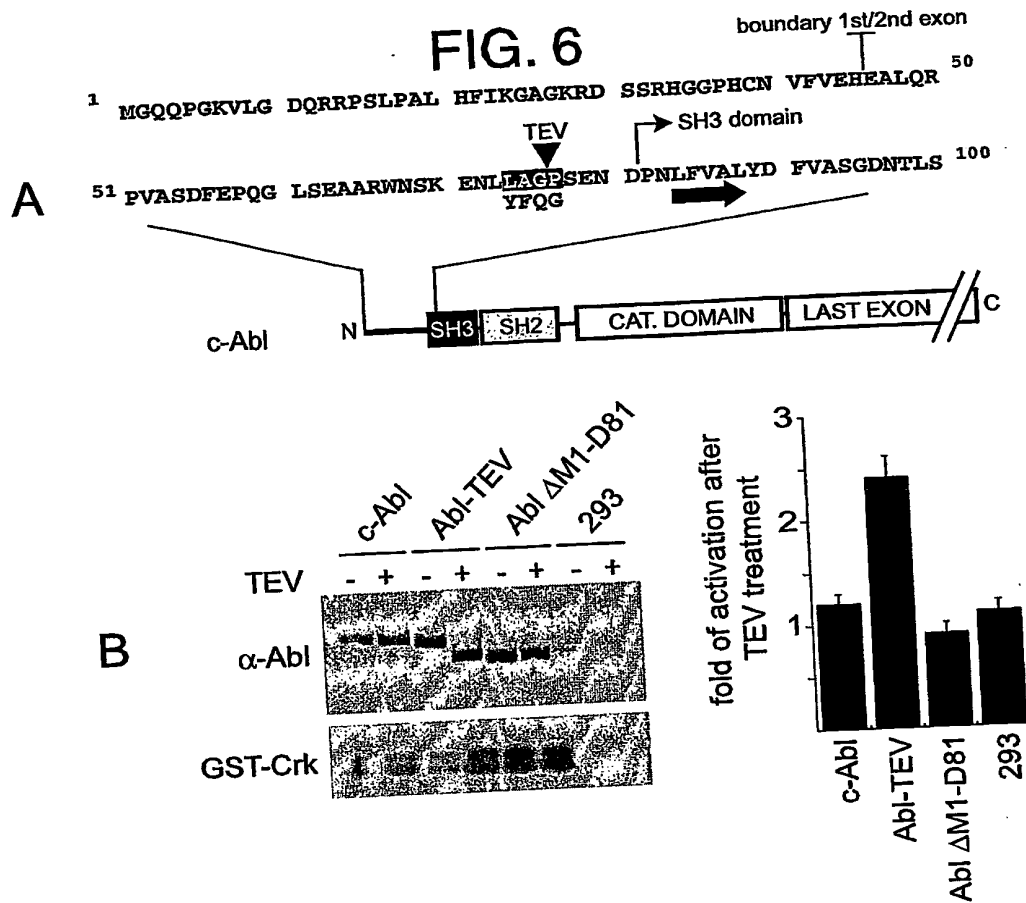 FIG. 6
boundary 1st/2nd exon
1 MGQQPGKVLG DQRRPSLPAL HFIKGAGKRD SSRHGGPHCN VFVEHEALQR 50
TEV
SH3 domain
A
51 PVASDFEPQG LSEAARWNSK ENLLAGPSEN DPNLFVALYD FVASGDNTLS 100
YFQG
c-Abl
N
SH3
SH2
CAT. DOMAIN
LAST EXON
C
B
c-Abl
Abl-TEV
Abl ΔM1-D81
293
TEV - + - + - + - +
α-Abl
GST-Crk
fold of activation after
TEV treatment
3
2
1
c-Abl
Abl-TEV
Abl ΔM1-D81
293